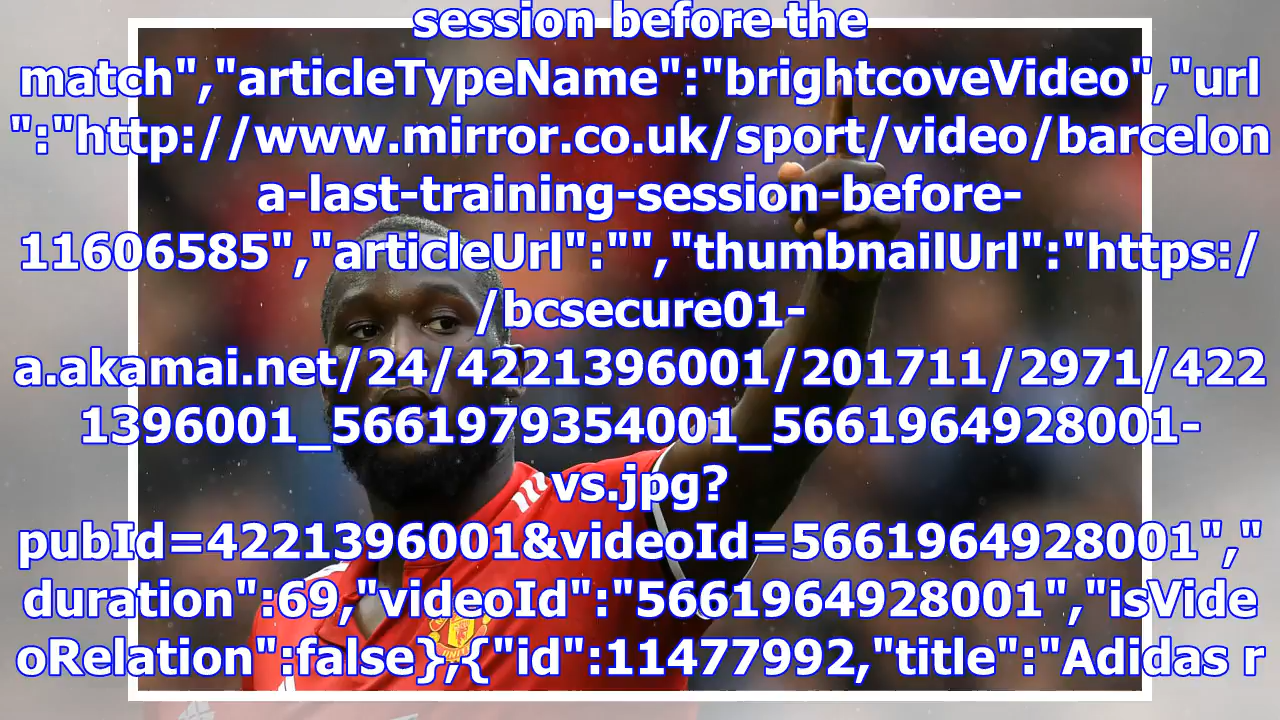 session before the
match","articleTypeName":"brightcoveVideo","url
":"http://www.mirror.co.uk/sport/video/barcelon
a-last-training-session-before-
11606585","articleUrl":"","thumbnailUrl":"https:/
/bcsecure01-
a.akamai.net/24/4221396001/201711/2971/422
1396001_5661979354001_5661964928001-
vs.jpg?
pubId=4221396001&videoId=5661964928001","
duration":69,"videoId":"5661964928001","isVide
oRelation":false},{"id":11477992,"title":"Adidas r